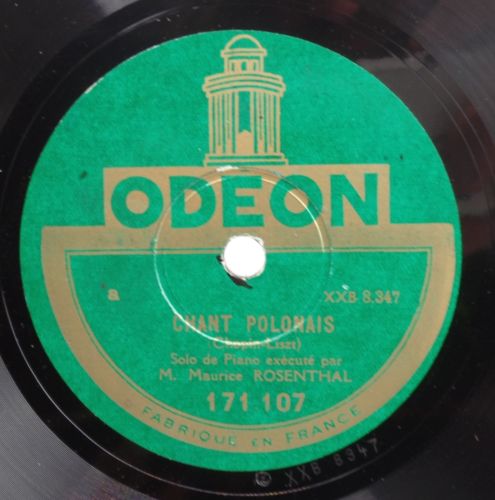 ODEON
a
XXB 8.347
CHANT POLONAIS
(Chopin-Liszt)
Solo de Piano exécuté par
M. Maurice ROSENTHAL
171 107
FABRIQUÉ EN FRANCE
XXB 8347